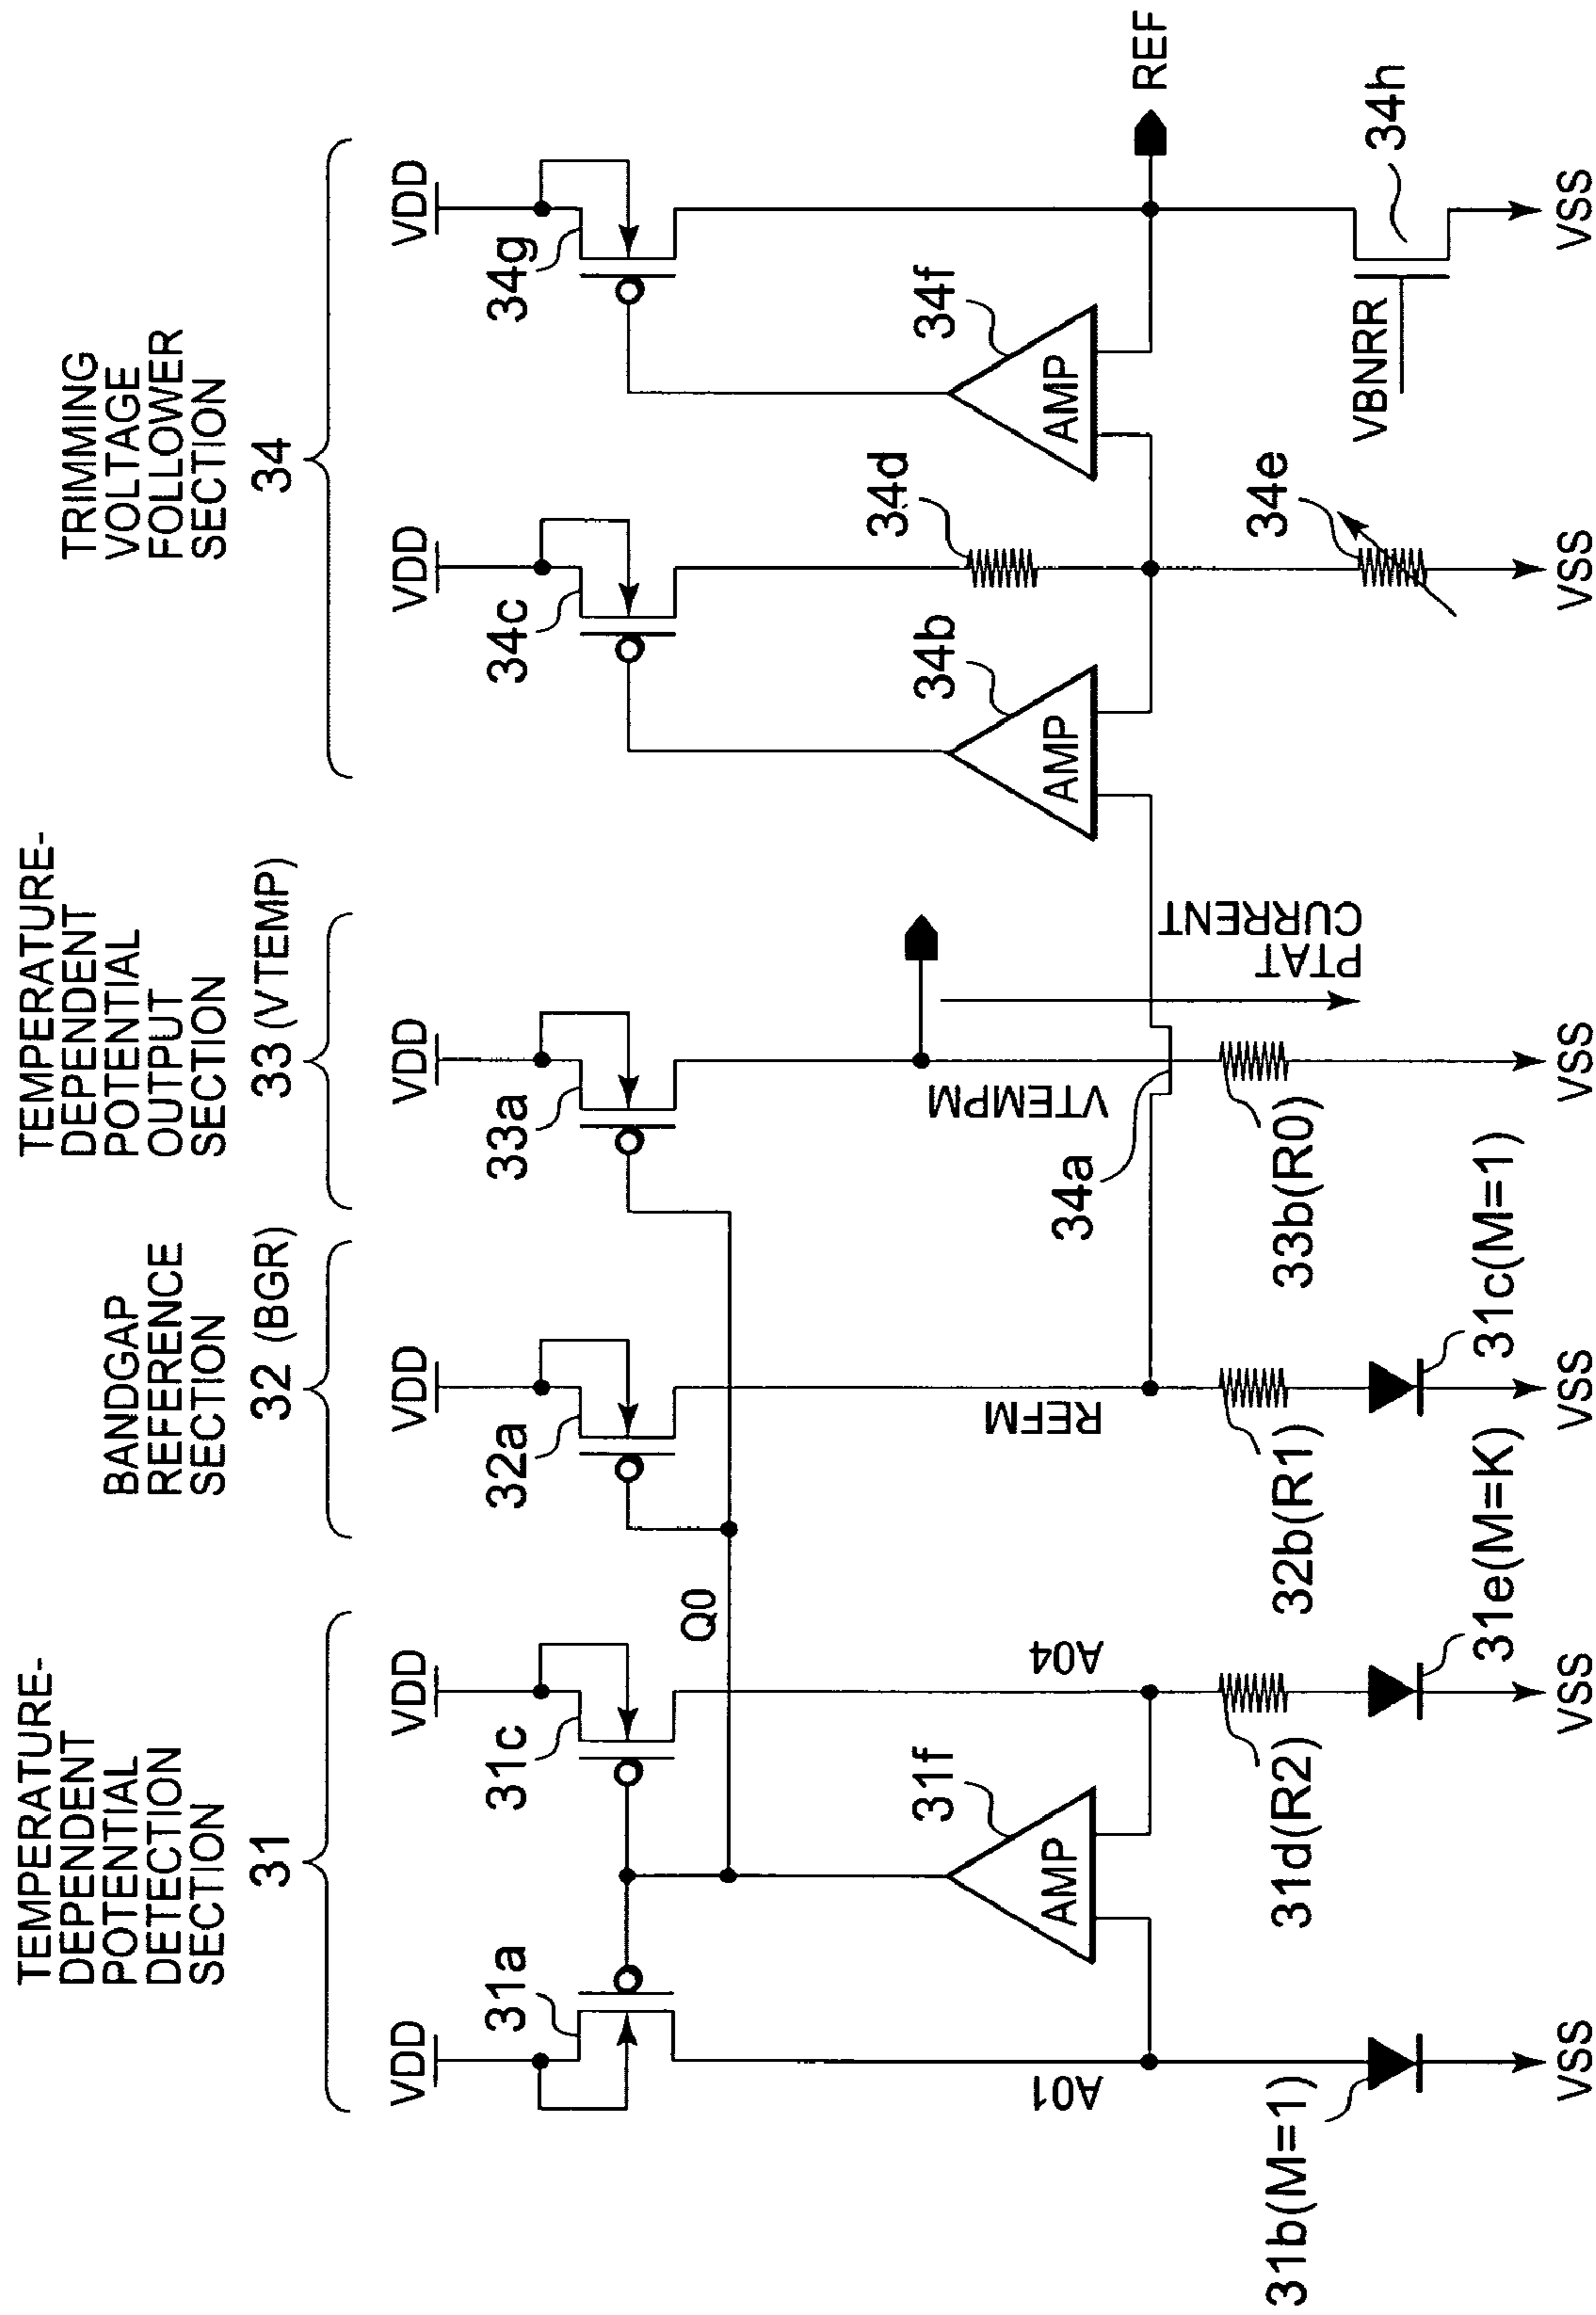 TEMPERATURE-
DEPENDENT
POTENTIAL
DETECTION
SECTION
31
BANDGAP
REFERENCE
SECTION
32 (BGR)
TEMPERATURE-
DEPENDENT
POTENTIAL
OUTPUT
SECTION
33 (VTEMP)
TRIMMING
VOLTAGE
FOLLOWER
SECTION
34
VDD
VDD
VDD
VDD
VDD
VDD
31a
31c
32a
33a
34c
34g
Q0
31f
34b
34f
34d
AMP
AMP
AMP
A01
A04
REFM
VTEMPM
34a
PTAT
CURRENT
REF
31b(M=1)
31d(R2)
32b(R1)
33b(R0)
34e
VBNRR
34h
31e(M=K)
31c(M=1)
VSS
VSS
VSS
VSS
VSS
VSS